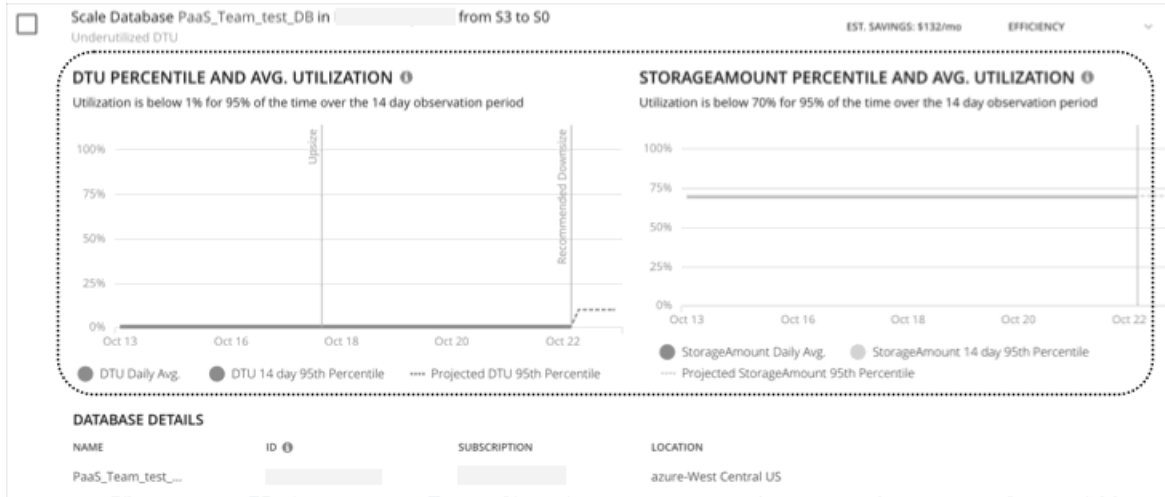 Scale Database PaaS_Team_test_DB in from S3 to S0
Underutilized DTU
EST. SAVINGS: $132/mo
EFFICIENCY
DTU PERCENTILE AND AVG. UTILIZATION
Utilization is below 1% for 95% of the time over the 14 day observation period
100%
75%
50%
25%
0%
Upsize
Recommended Downsize
Oct 13 Oct 16 Oct 18 Oct 20 Oct 22
DTU Daily Avg. DTU 14 day 95th Percentile Projected DTU 95th Percentile
STORAGEAMOUNT PERCENTILE AND AVG. UTILIZATION
Utilization is below 70% for 95% of the time over the 14 day observation period
100%
75%
50%
25%
0%
Oct 13 Oct 16 Oct 18 Oct 20 Oct 22
StorageAmount Daily Avg. StorageAmount 14 day 95th Percentile
Projected StorageAmount 95th Percentile
DATABASE DETAILS
NAME ID SUBSCRIPTION LOCATION
PaaS_Team_test_... azure-West Central US